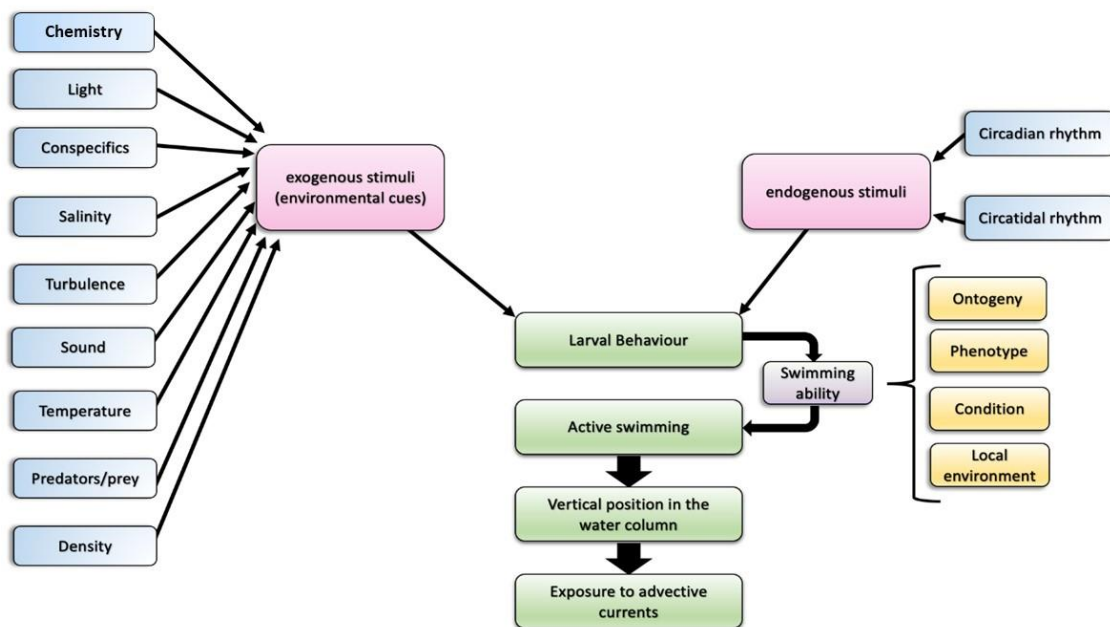 Chemistry
Light
Conspecifics
Salinity
Turbulence
Sound
Temperature
Predators/prey
Density
exogenous stimuli
(environmental cues)
endogenous stimuli
Circadian rhythm
Circatidal rhythm
Larval Behaviour
Swimming
ability
Active swimming
Vertical position in the
water column
Exposure to advective
currents
Ontogeny
Phenotype
Condition
Local
environment